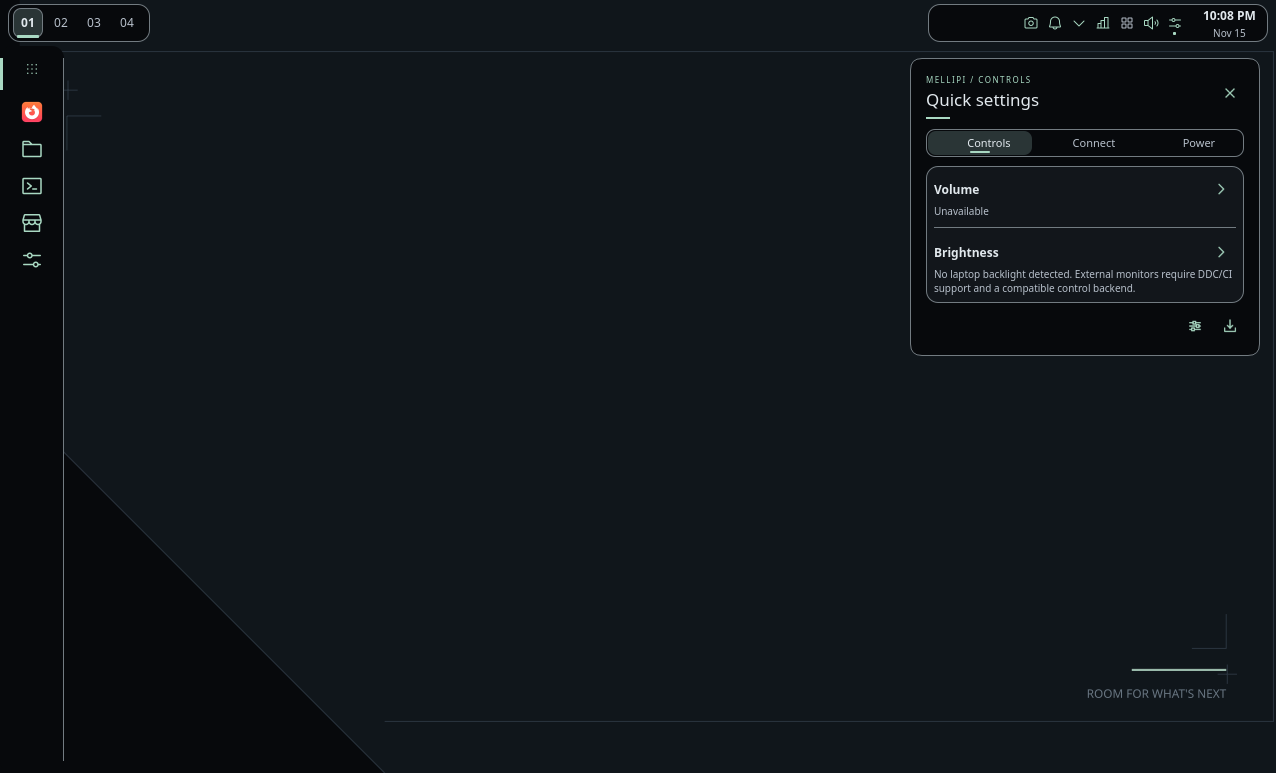 01 02 03 04
10:08 PM
Nov 15
MELLIPI / CONTROLS
Quick settings
Controls Connect Power
Volume
Unavailable
Brightness
No laptop backlight detected. External monitors require DDC/CI
support and a compatible control backend.
ROOM FOR WHAT'S NEXT